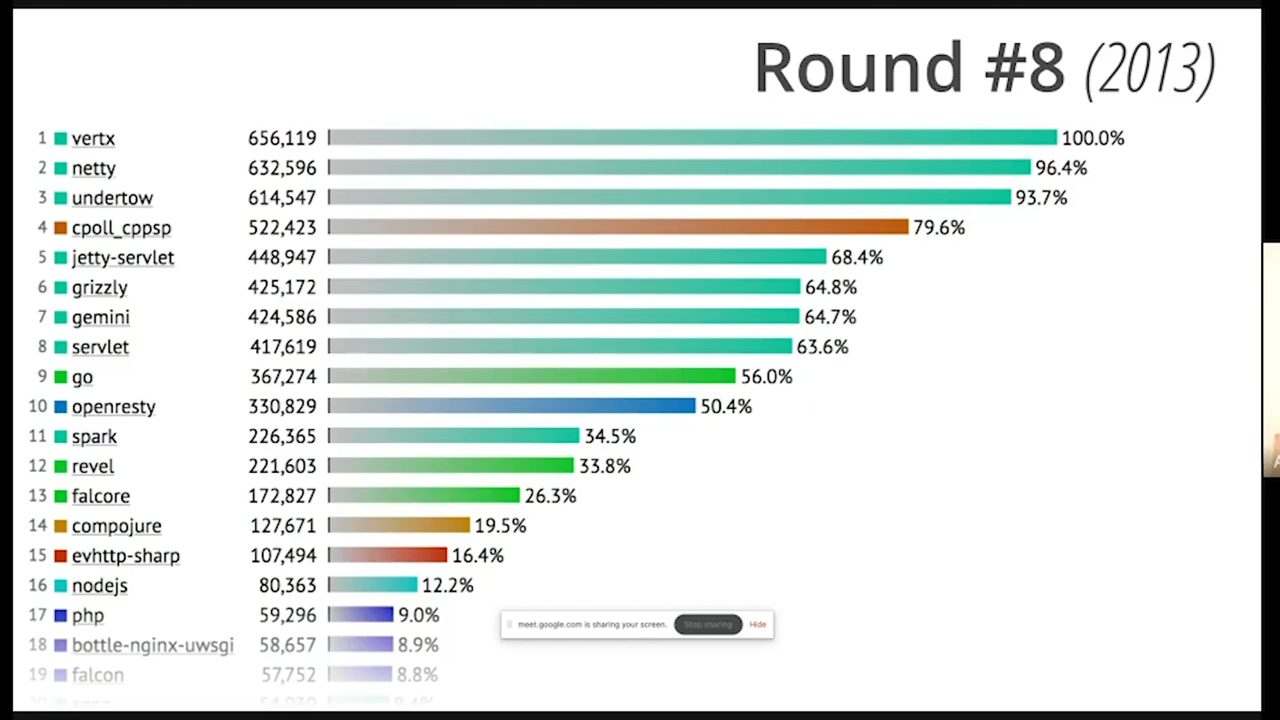 Round #8 (2013)
1 vertx 656,119 100.0%
2 netty 632,596 96.4%
3 undertow 614,547 93.7%
4 cpoll_cppsp 522,423 79.6%
5 jetty-servlet 448,947 68.4%
6 grizzly 425,172 64.8%
7 gemini 424,586 64.7%
8 servlet 417,619 63.6%
9 go 367,274 56.0%
10 openresty 330,829 50.4%
11 spark 226,365 34.5%
12 revel 221,603 33.8%
13 falcore 172,827 26.3%
14 compojure 127,671 19.5%
15 evhttp-sharp 107,494 16.4%
16 nodejs 80,363 12.2%
17 php 59,296 9.0%
meet.google.com is sharing your screen. Stop sharing Hide
18 bottle-nginx-uwsgi 58,657 8.9%
19 falcon 57,752 8.8%